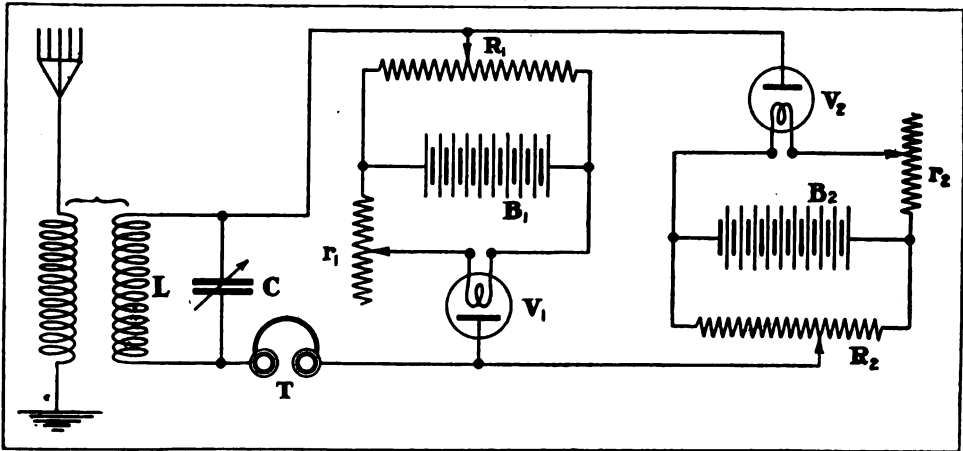 R₁
V₂
r₂
B₁
B₂
r₁
L
C
V₁
R₂
T